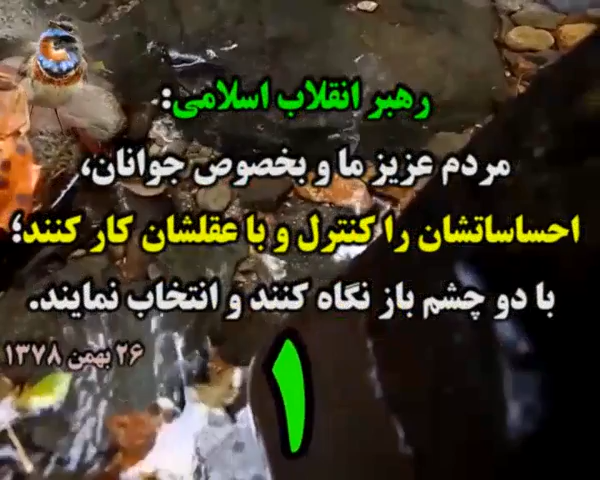 رهبر انقلاب اسلامی:
مردم عزیز ما و بخصوص جوانان،
احساساتشان را کنترل و با عقلشان کار کنند؛
با دو چشم باز نگاه کنند و انتخاب نمایند.
۲۶ بهمن ۱۳۷۸
۱